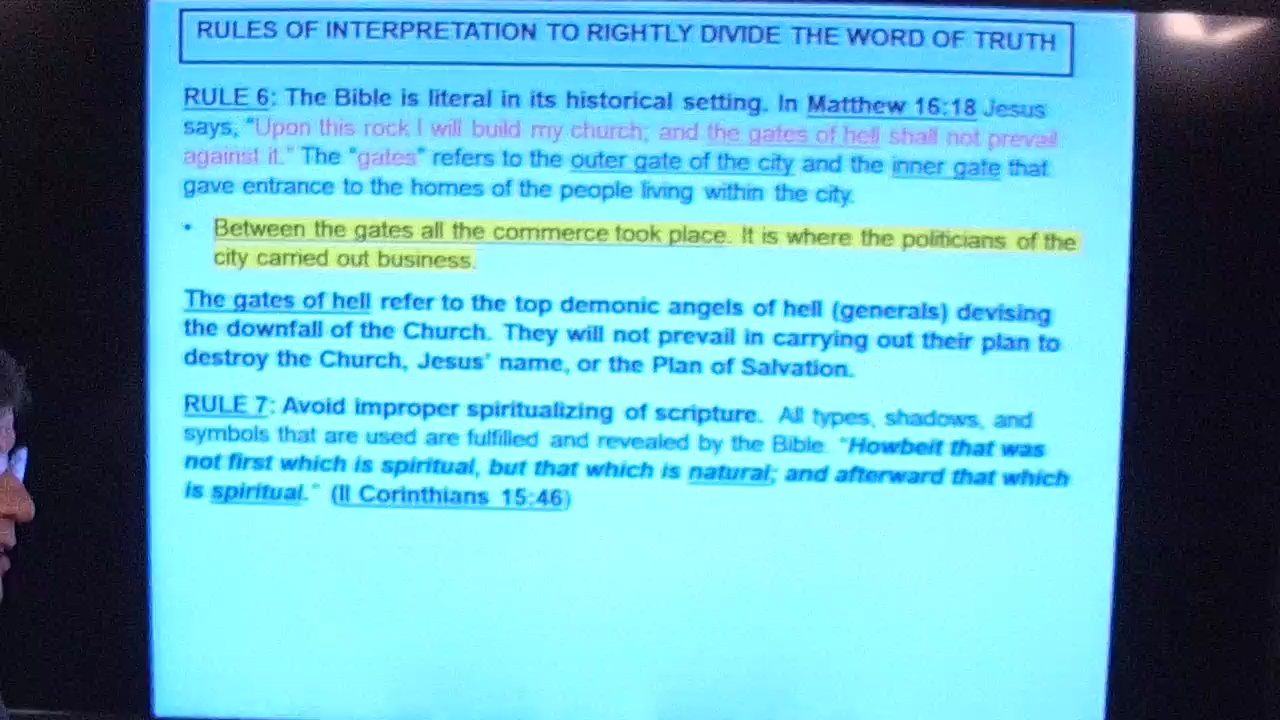 RULES OF INTERPRETATION TO RIGHTLY DIVIDE THE WORD OF TRUTH
RULE 6: The Bible is literal in its historical setting. In Matthew 16:18 Jesus
says, "Upon this rock I will build my church; and the gates of hell shall not prevail
against it." The "gates" refers to the outer gate of the city and the inner gate that
gave entrance to the homes of the people living within the city.
• Between the gates all the commerce took place. It is where the politicians of the
city carried out business.
The gates of hell refer to the top demonic angels of hell (generals) devising
the downfall of the Church. They will not prevail in carrying out their plan to
destroy the Church, Jesus' name, or the Plan of Salvation.
RULE 7: Avoid improper spiritualizing of scripture. All types, shadows, and
symbols that are used are fulfilled and revealed by the Bible. "Howbeit that was
not first which is spiritual, but that which is natural; and afterward that which
is spiritual." (II Corinthians 15:46)